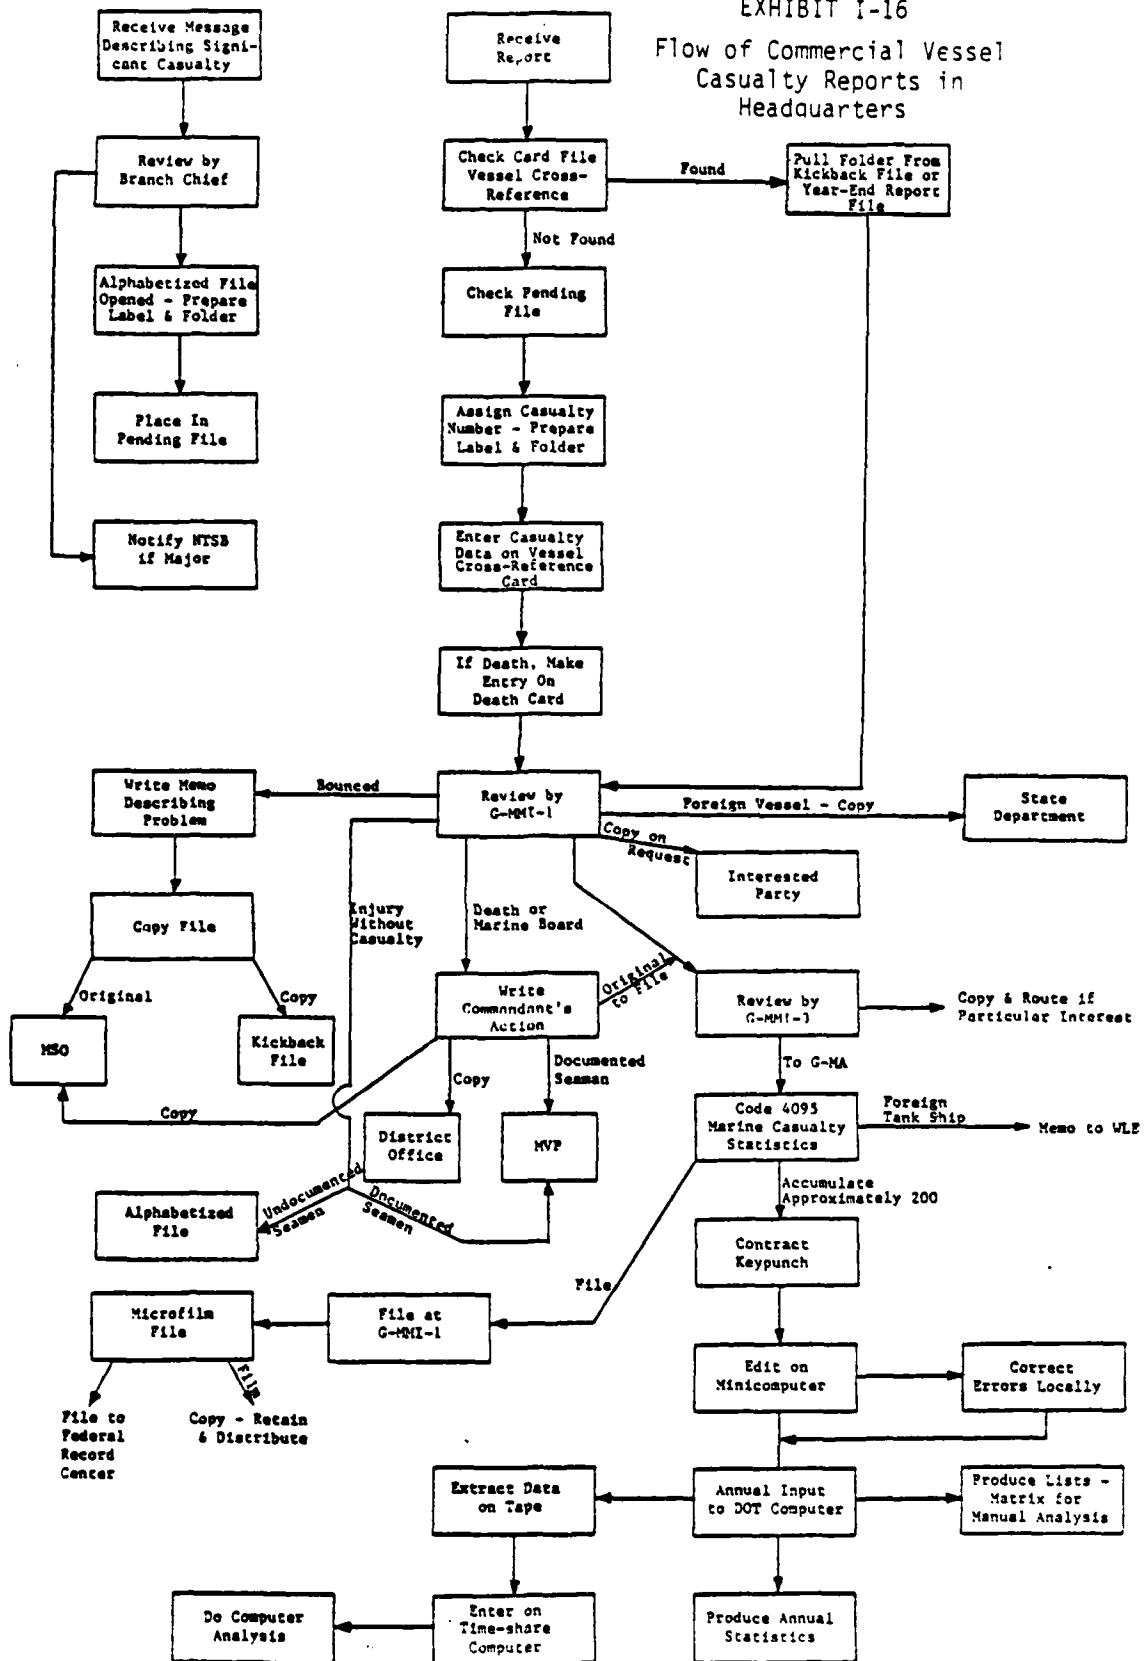 EXHIBIT I-16
Flow of Commercial Vessel
Casualty Reports in
Headquarters
Receive Message
Describing Signi-
cant Casualty
Review by
Branch Chief
Alphabetized File
Opened - Prepare
Label & Folder
Place In
Pending File
Notify NTSB
if Major
Receive
Report
Check Card File
Vessel Cross-
Reference
Found
Pull Folder From
Kickback File or
Year-End Report
File
Not Found
Check Pending
File
Assign Casualty
Number - Prepare
Label & Folder
Enter Casualty
Data on Vessel
Cross-Reference
Card
If Death, Make
Entry On
Death Card
Review by
G-MMI-1
Bounced
Write Memo
Describing
Problem
Copy File
Original
Copy
MSO
Kickback
File
Foreign Vessel - Copy
State
Department
Copy on
Request
Interested
Party
Injury
Without
Casualty
Death or
Marine Board
Write
Commandant's
Action
Original
to File
Copy
Copy
District
Office
Documented
Seaman
MVP
Undocumented
Seamen
Documented
Seamen
Alphabetized
File
Review by
G-MMI-3
Copy & Route if
Particular Interest
To G-MA
Code 4095
Marine Casualty
Statistics
Foreign
Tank Ship
Memo to WLE
Accumulate
Approximately 200
Contract
Keypunch
File
File at
G-MMI-1
Microfilm
File
Film
File to
Federal
Record
Center
Copy - Retain
& Distribute
Edit on
Minicomputer
Correct
Errors Locally
Annual Input
to DOT Computer
Produce Lists -
Matrix for
Manual Analysis
Extract Data
on Tape
Enter on
Time-share
Computer
Do Computer
Analysis
Produce Annual
Statistics